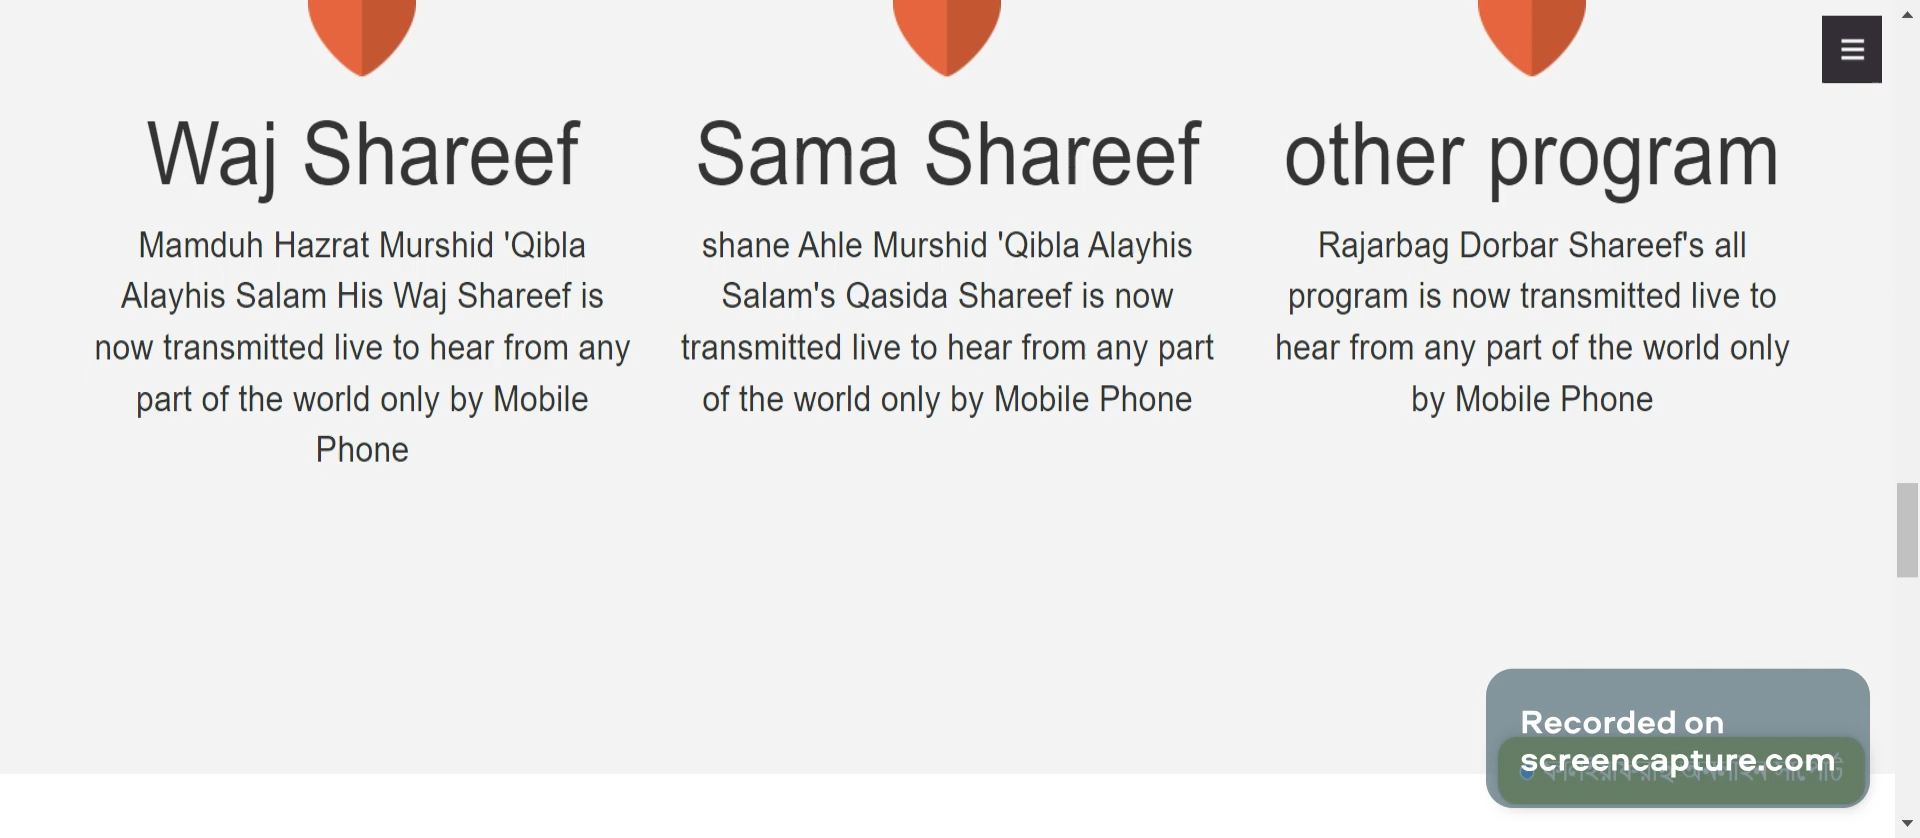 Waj Shareef
Mamduh Hazrat Murshid 'Qibla
Alayhis Salam His Waj Shareef is
now transmitted live to hear from any
part of the world only by Mobile
Phone
Sama Shareef
shane Ahle Murshid 'Qibla Alayhis
Salam's Qasida Shareef is now
transmitted live to hear from any part
of the world only by Mobile Phone
other program
Rajarbag Dorbar Shareef's all
program is now transmitted live to
hear from any part of the world only
by Mobile Phone
Recorded on
screencapture.com